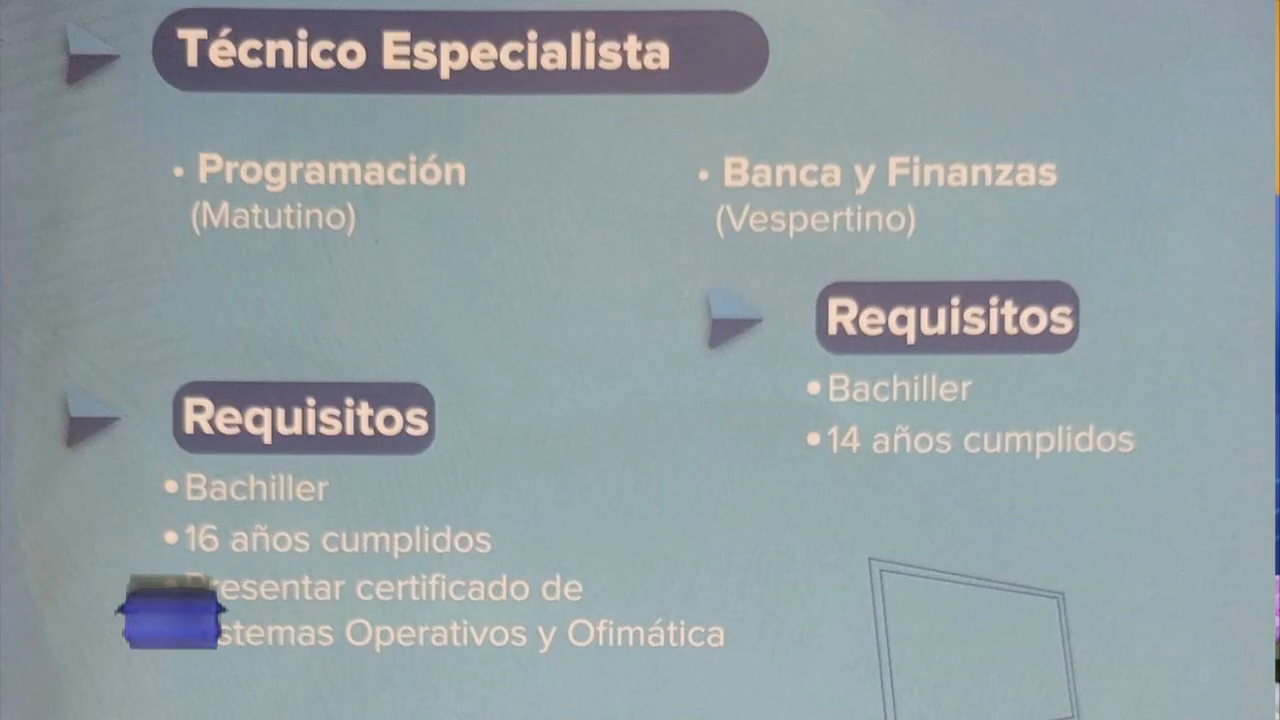 Técnico Especialista
• Programación
(Matutino)
• Banca y Finanzas
(Vespertino)
Requisitos
• Bachiller
• 14 años cumplidos
Requisitos
• Bachiller
• 16 años cumplidos
Presentar certificado de
Operativos y Ofimática